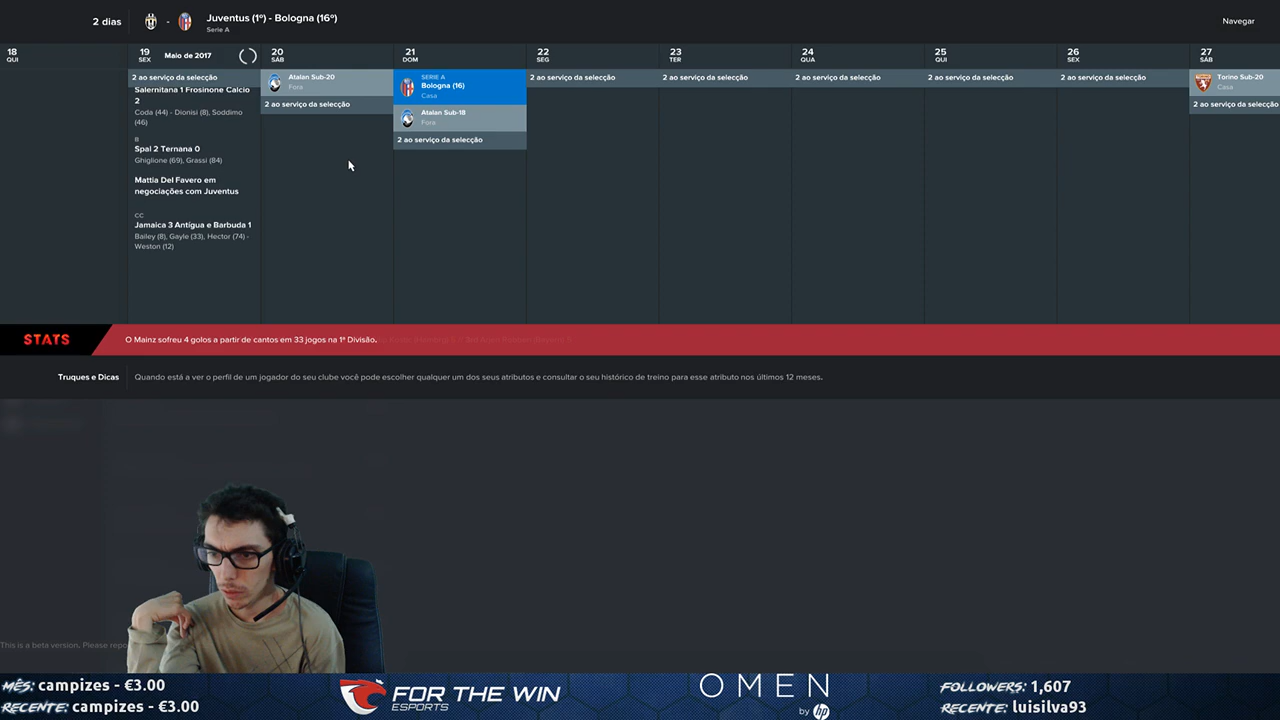 2 dias
Juventus (1º) - Bologna (16º)
Serie A
Navegar
18
QUI
19
SEX
Maio de 2017
20
SÁB
21
DOM
22
SEG
23
TER
24
QUA
25
QUI
26
SEX
27
SÁB
2 ao serviço da selecção
Salernitana 1 Frosinone Calcio
2
Coda (44) - Dionisi (8), Soddimo
(46)
B
Spal 2 Ternana 0
Ghiglione (69), Grassi (84)
Mattia Del Favero em
negociações com Juventus
CC
Jamaica 3 Antígua e Barbuda 1
Bailey (8), Gayle (33), Hector (74) -
Weston (12)
Atalan Sub-20
Fora
2 ao serviço da selecção
SERIE A
Bologna (16)
Casa
Atalan Sub-18
Fora
2 ao serviço da selecção
2 ao serviço da selecção
2 ao serviço da selecção
2 ao serviço da selecção
2 ao serviço da selecção
2 ao serviço da selecção
Torino Sub-20
Casa
2 ao serviço da selecção
STATS
O Mainz sofreu 4 golos a partir de cantos em 33 jogos na 1ª Divisão.
Truques e Dicas
Quando está a ver o perfil de um jogador do seu clube você pode escolher qualquer um dos seus atributos e consultar o seu histórico de treino para esse atributo nos últimos 12 meses.
This is a beta version. Please repo
MÊS: campizes - €3.00
RECENTE: campizes - €3.00
FOR THE WIN
ESPORTS
OMEN
by hp
FOLLOWERS: 1,607
RECENTE: luisilva93